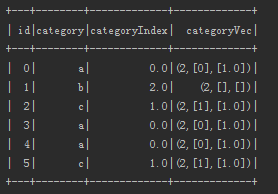 +---+--------+-------------+-------------+
| id|category|categoryIndex|  categoryVec|
+---+--------+-------------+-------------+
|  0|       a|          0.0|(2,[0],[1.0])|
|  1|       b|          2.0|    (2,[],[])|
|  2|       c|          1.0|(2,[1],[1.0])|
|  3|       a|          0.0|(2,[0],[1.0])|
|  4|       a|          0.0|(2,[0],[1.0])|
|  5|       c|          1.0|(2,[1],[1.0])|
+---+--------+-------------+-------------+